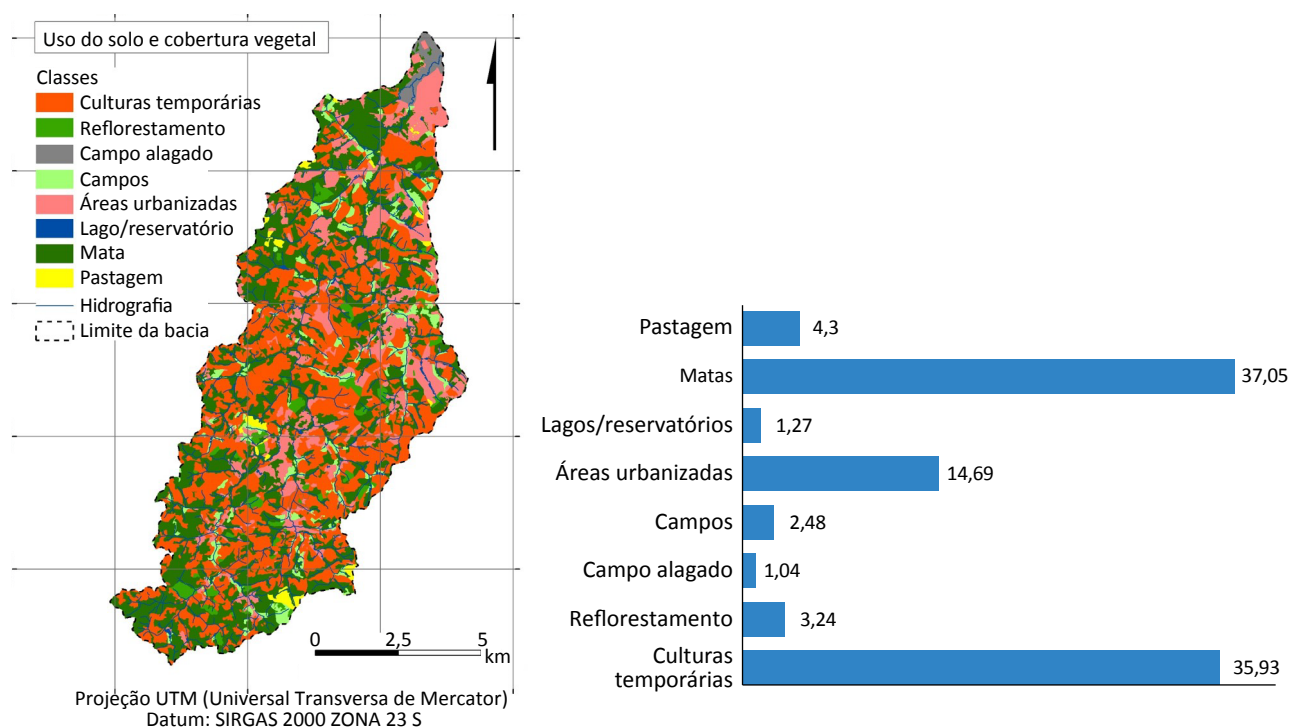 Uso do solo e cobertura vegetal
Classes
Culturas temporárias
Reflorestamento
Campo alagado
Campos
Áreas urbanizadas
Lago/reservatório
Mata
Pastagem
Hidrografia
Limite da bacia
0 2,5 5
km
Projeção UTM (Universal Transversa de Mercator)
Datum: SIRGAS 2000 ZONA 23 S
Pastagem 4,3
Matas 37,05
Lagos/reservatórios 1,27
Áreas urbanizadas 14,69
Campos 2,48
Campo alagado 1,04
Reflorestamento 3,24
Culturas
temporárias 35,93